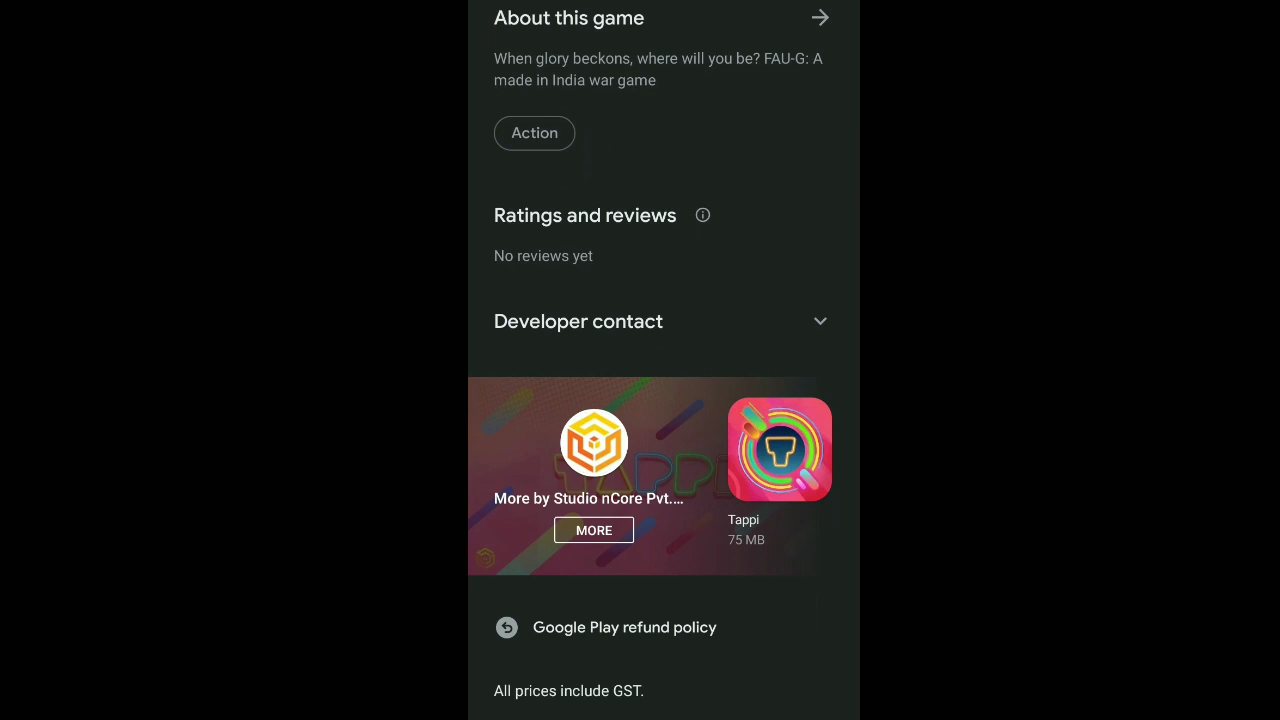 About this game
When glory beckons, where will you be? FAU-G: A
made in India war game
Action
Ratings and reviews
No reviews yet
Developer contact
TAPP
More by Studio nCore Pvt....
MORE
Tappi
75 MB
Google Play refund policy
All prices include GST.